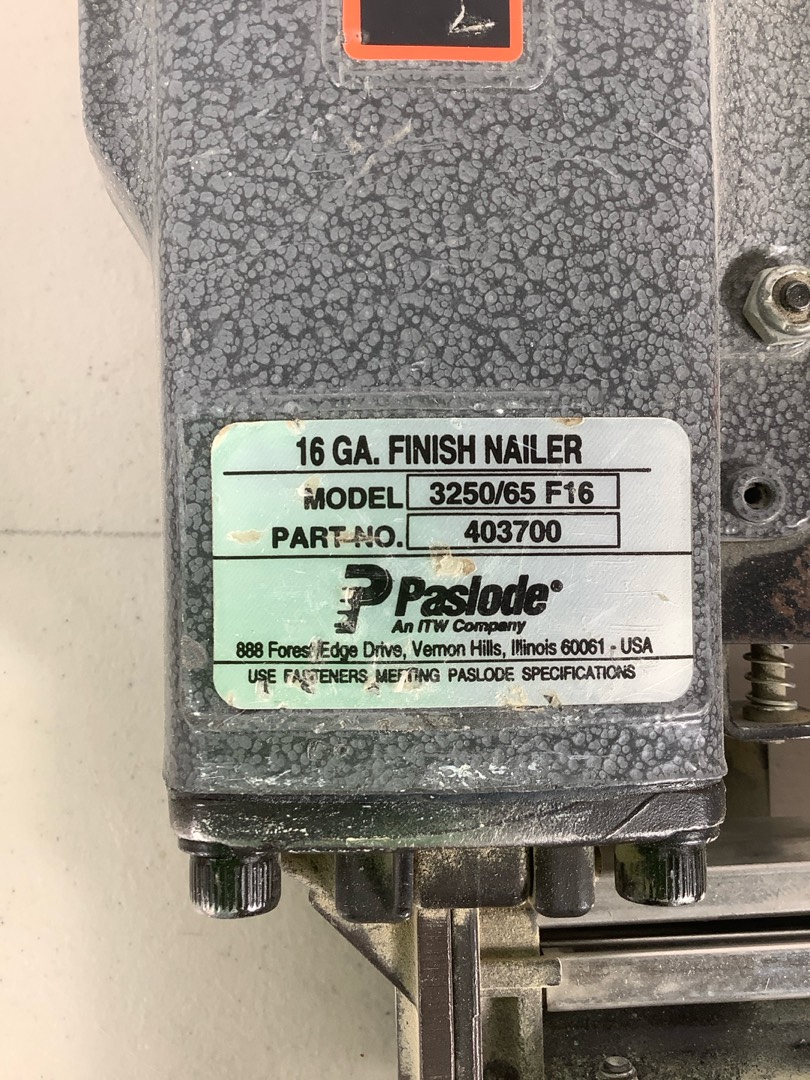 16 GA. FINISH NAILER
MODEL 3250/65 F16
PART NO. 403700
Paslode®
An ITW Company
888 Forest Edge Drive, Vernon Hills, Illinois 60061 - USA
USE FASTENERS MEETING PASLODE SPECIFICATIONS